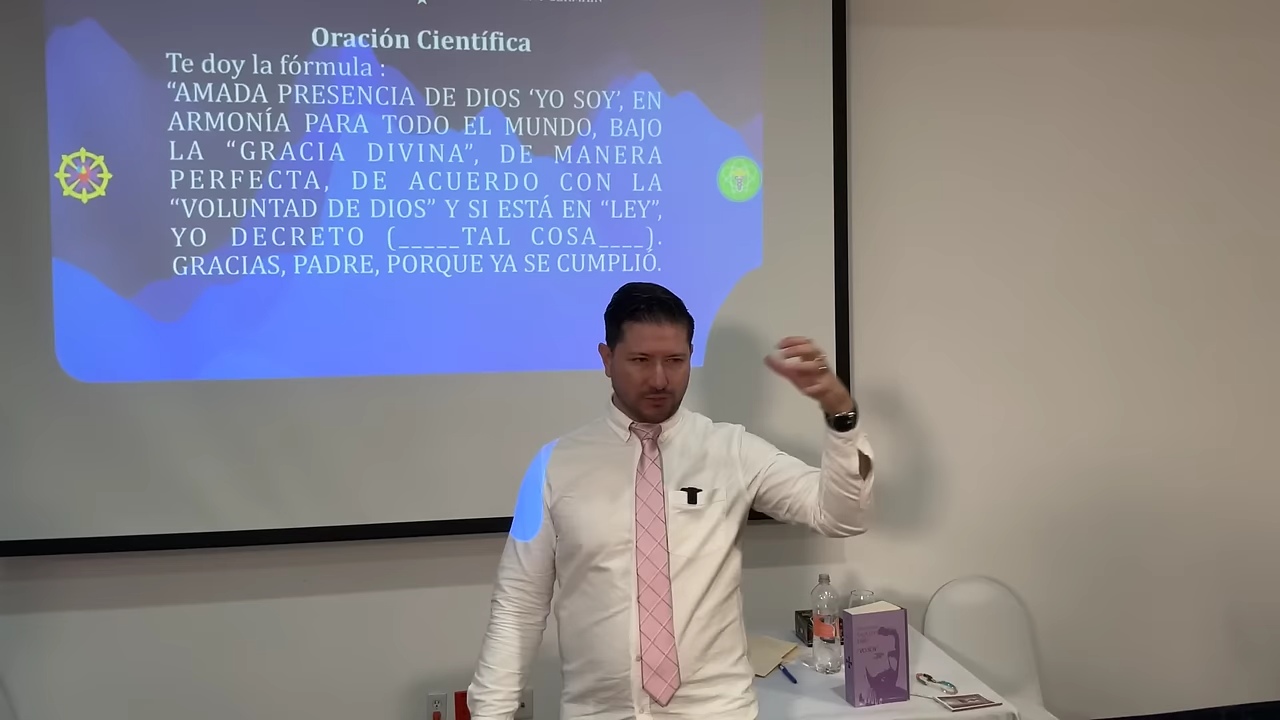 Oración Científica
Te doy la fórmula :
“AMADA PRESENCIA DE DIOS ‘YO SOY’, EN
ARMONÍA PARA TODO EL MUNDO, BAJO
LA “GRACIA DIVINA”, DE MANERA
PERFECTA, DE ACUERDO CON LA
“VOLUNTAD DE DIOS” Y SI ESTÁ EN “LEY”,
YO DECRETO (_____TAL COSA____).
GRACIAS, PADRE, PORQUE YA SE CUMPLIÓ.